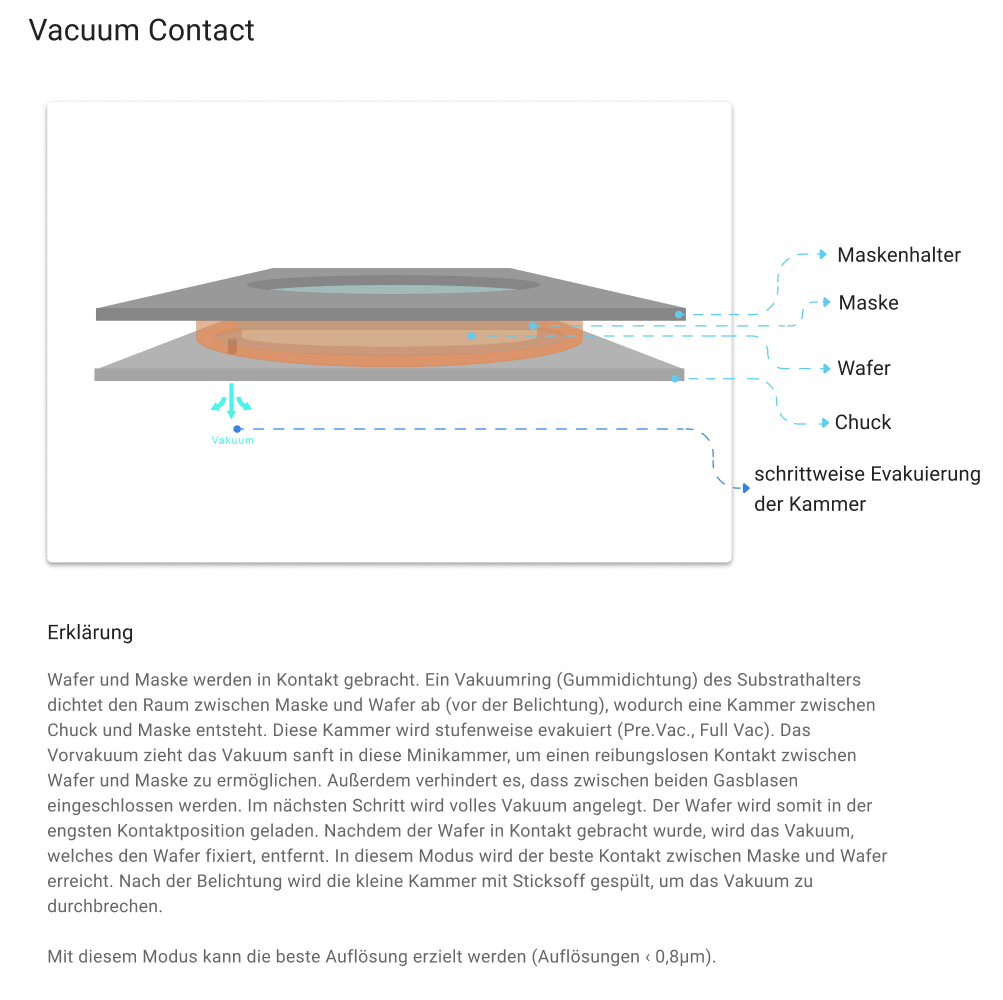 Vacuum Contact
Maskenhalter
Maske
Wafer
Chuck
Vakuum
schrittweise Evakuierung
der Kammer
Erklärung
Wafer und Maske werden in Kontakt gebracht. Ein Vakuumring (Gummidichtung) des Substrathalters
dichtet den Raum zwischen Maske und Wafer ab (vor der Belichtung), wodurch eine Kammer zwischen
Chuck und Maske entsteht. Diese Kammer wird stufenweise evakuiert (Pre.Vac., Full Vac). Das
Vorvakuum zieht das Vakuum sanft in diese Minikammer, um einen reibungslosen Kontakt zwischen
Wafer und Maske zu ermöglichen. Außerdem verhindert es, dass zwischen beiden Gasblasen
eingeschlossen werden. Im nächsten Schritt wird volles Vakuum angelegt. Der Wafer wird somit in der
engsten Kontaktposition geladen. Nachdem der Wafer in Kontakt gebracht wurde, wird das Vakuum,
welches den Wafer fixiert, entfernt. In diesem Modus wird der beste Kontakt zwischen Maske und Wafer
erreicht. Nach der Belichtung wird die kleine Kammer mit Sticksoff gespült, um das Vakuum zu
durchbrechen.
Mit diesem Modus kann die beste Auflösung erzielt werden (Auflösungen ‹ 0,8µm).